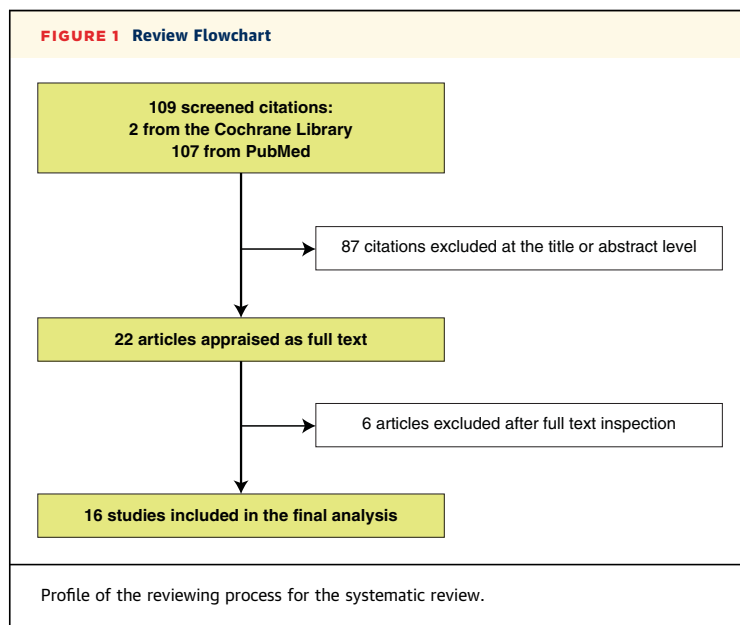 FIGURE 1 Review Flowchart
109 screened citations:
2 from the Cochrane Library
107 from PubMed
87 citations excluded at the title or abstract level
22 articles appraised as full text
6 articles excluded after full text inspection
16 studies included in the final analysis
Profile of the reviewing process for the systematic review.